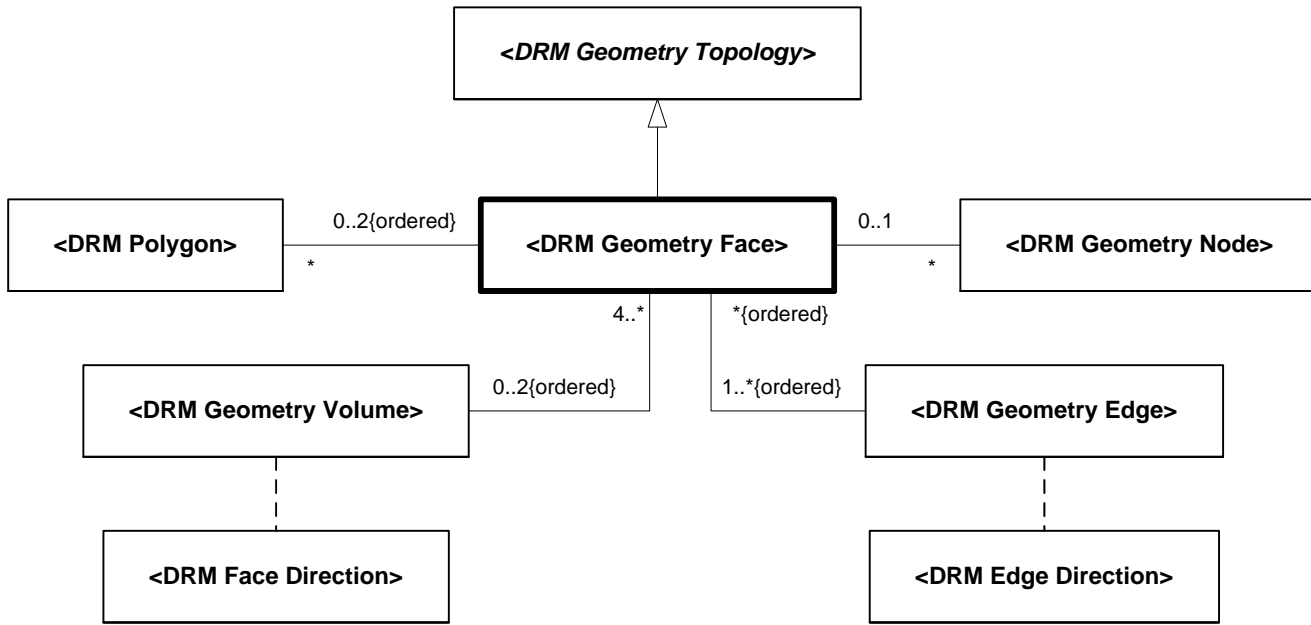 <DRM Geometry Topology>
<DRM Polygon>
0..2{ordered}
*
<DRM Geometry Face>
0..1
*
<DRM Geometry Node>
4..*
*{ordered}
<DRM Geometry Volume>
0..2{ordered}
1..*{ordered}
<DRM Geometry Edge>
<DRM Face Direction>
<DRM Edge Direction>